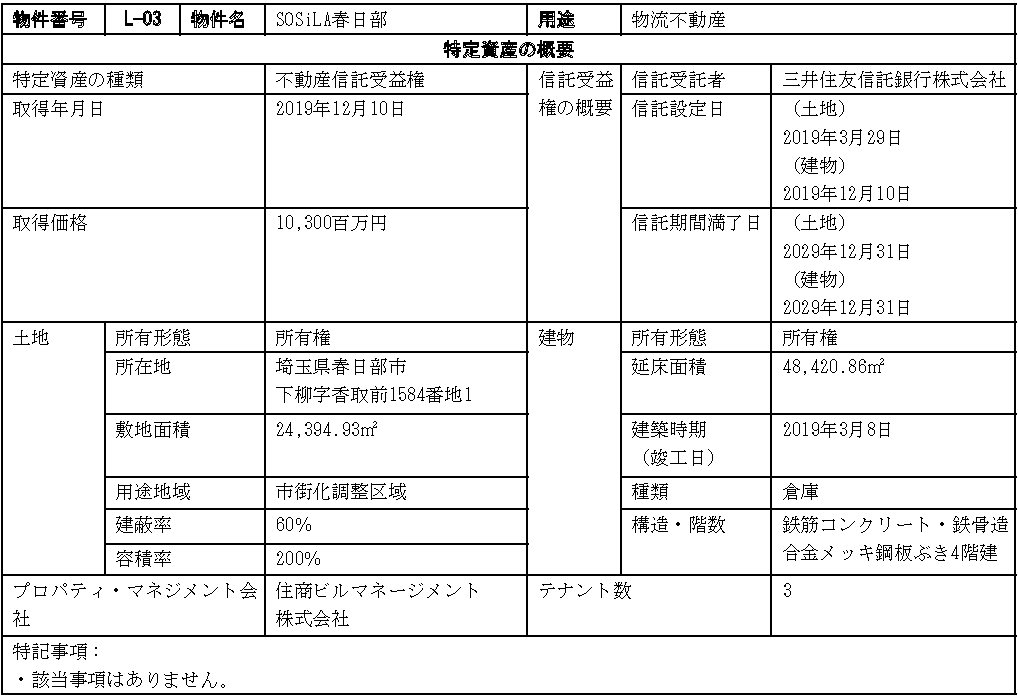 物件番号 L-03 物件名 SOSiLA春日部 用途 物流不動産
特定資産の概要
特定資産の種類 不動産信託受益権 信託受益 信託受託者 三井住友信託銀行株式会社
取得年月日 2019年12月10日 権の概要 信託設定日 （土地）
2019年3月29日
（建物）
2019年12月10日
取得価格 10,300百万円 信託期間満了日 （土地）
2029年12月31日
（建物）
2029年12月31日
土地 所有形態 所有権 建物 所有形態 所有権
所在地 埼玉県春日部市 延床面積 48,420.86㎡
下柳字香取前1584番地1
敷地面積 24,394.93㎡ 建築時期 2019年3月8日
（竣工日）
用途地域 市街化調整区域 種類 倉庫
建蔽率 60% 構造・階数 鉄筋コンクリート・鉄骨造
合金メッキ鋼板ぶき4階建
容積率 200%
プロパティ・マネジメント会 住商ビルマネージメント テナント数 3
社 株式会社
特記事項：
・該当事項はありません。